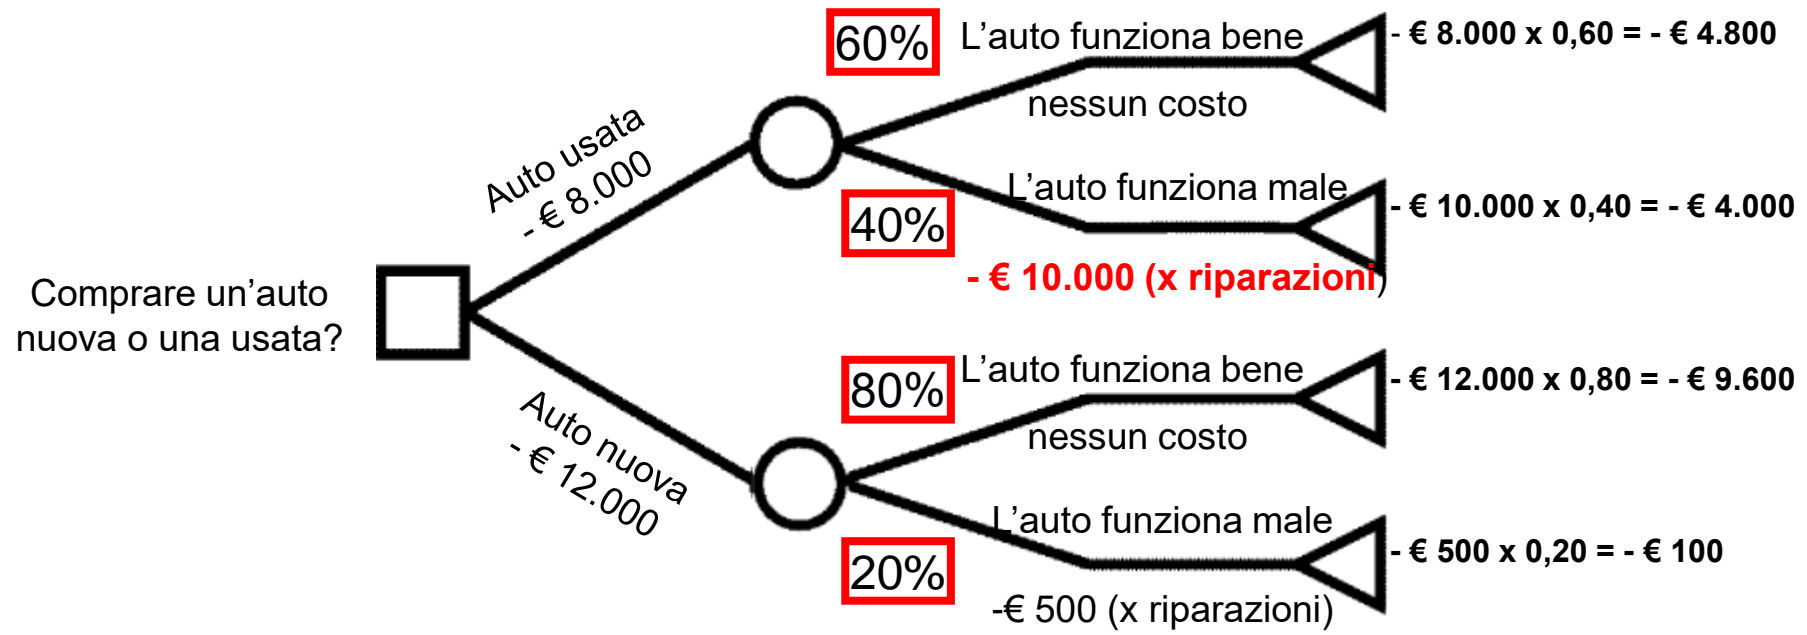 60%
L’auto funziona bene
- € 8.000 x 0,60 = - € 4.800
nessun costo
Auto usata
- € 8.000
L’auto funziona male
40%
- € 10.000 x 0,40 = - € 4.000
- € 10.000 (x riparazioni)
Comprare un’auto
nuova o una usata?
80%
L’auto funziona bene
- € 12.000 x 0,80 = - € 9.600
nessun costo
Auto nuova
- € 12.000
L’auto funziona male
20%
- € 500 x 0,20 = - € 100
-€ 500 (x riparazioni)